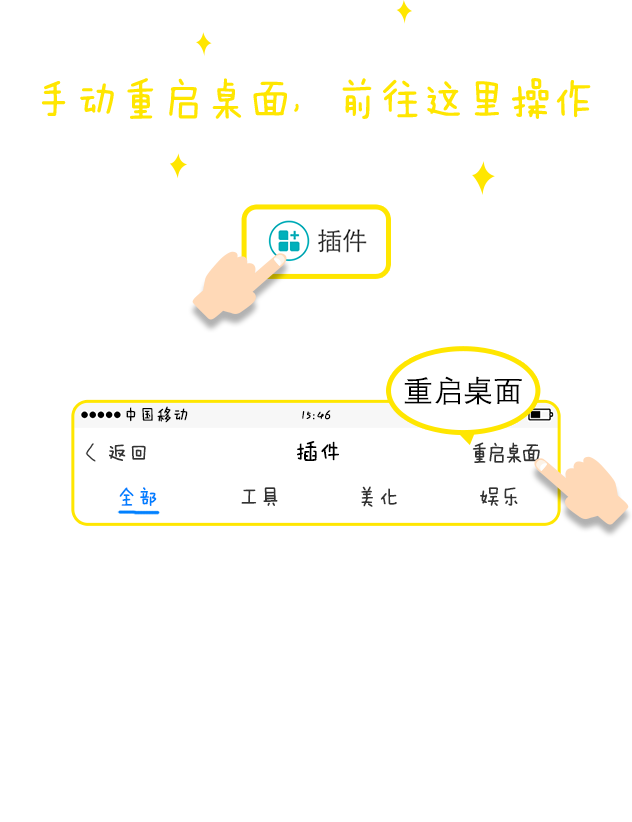 手动重启桌面, 前往这里操作
插件
重启桌面
中国移动 15:46
返回 插件 重启桌面
全部 工具 美化 娱乐